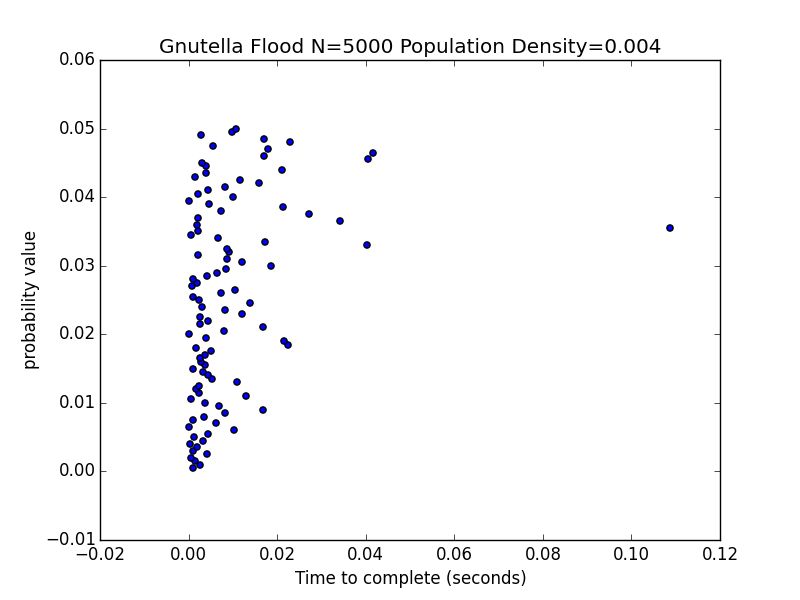 Gnutella Flood N=5000 Population Density=0.004
0.06
0.05
0.04
0.03
0.02
0.01
0.00
−0.01
probability value
−0.02 0.00 0.02 0.04 0.06 0.08 0.10 0.12
Time to complete (seconds)